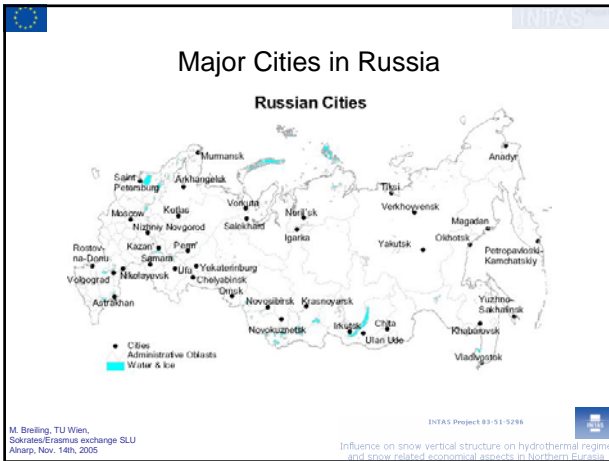 INTAS
Major Cities in Russia
Russian Cities
Murmansk
Anadyr
Saint
Petersburg
Arkhangelsk
Tiksi
Vorkuta
Verkhovvensk
Moscow
Kotlas
Noril'sk
Magadan
Nizhniy Novgorod
Salekhard
Igarka
Okhotsk
Kazan'
Perm'
Yakutsk
Petropavloski-
Kamchatskiy
Rostov-
na-Donu
Samara
Yekaterinburg
Volgograd
Nikolayevsk
Ufa
Chelyabinsk
Omsk
Yuzhno-
Sakhalinsk
Astrakhan
Novosibirsk
Krasnoyarsk
Novokuznetsk
Irkutsk
Chita
Khabarovsk
Ulan Ude
Vladivostok
Cities
Administrative Oblasts
Water & Ice
M. Breiling, TU Wien,
Sokrates/Erasmus exchange SLU
Alnarp, Nov. 14th, 2005
INTAS Project 03-51-5296
INTAS
Influence on snow vertical structure on hydrothermal regime
and snow related economical aspects in Northern Eurasia